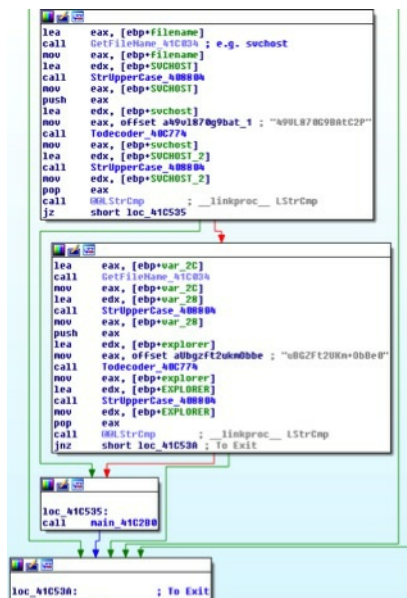 lea eax, [ebp+filename]
call GetFileName_41C034 ; e.g. svchost
mov eax, [ebp+filename]
lea edx, [ebp+SVCHOST]
call StrUpperCase_408B04
mov eax, [ebp+SVCHOST]
push eax
lea edx, [ebp+svchost]
mov eax, offset a49vl870g9bat_1 ; "49VL870G9BAtC2P"
call Todecoder_40C774
mov eax, [ebp+svchost]
lea edx, [ebp+SVCHOST_2]
call StrUpperCase_408B04
mov edx, [ebp+SVCHOST_2]
pop eax
call @@LStrCmp ; __linkproc__ LStrCmp
jz short loc_41C535
lea eax, [ebp+var_2C]
call GetFileName_41C034
mov eax, [ebp+var_2C]
lea edx, [ebp+var_28]
call StrUpperCase_408B04
mov eax, [ebp+var_28]
push eax
lea edx, [ebp+explorer]
mov eax, offset aUbgzft2ukm0bbe ; "uBGZFt2UKm+0bBe0"
call Todecoder_40C774
mov eax, [ebp+explorer]
lea edx, [ebp+EXPLORER]
call StrUpperCase_408B04
mov edx, [ebp+EXPLORER]
pop eax
call @@LStrCmp ; __linkproc__ LStrCmp
jnz short loc_41C53A ; To Exit
loc_41C535:
call main_41C2B0
loc_41C53A: ; To Exit